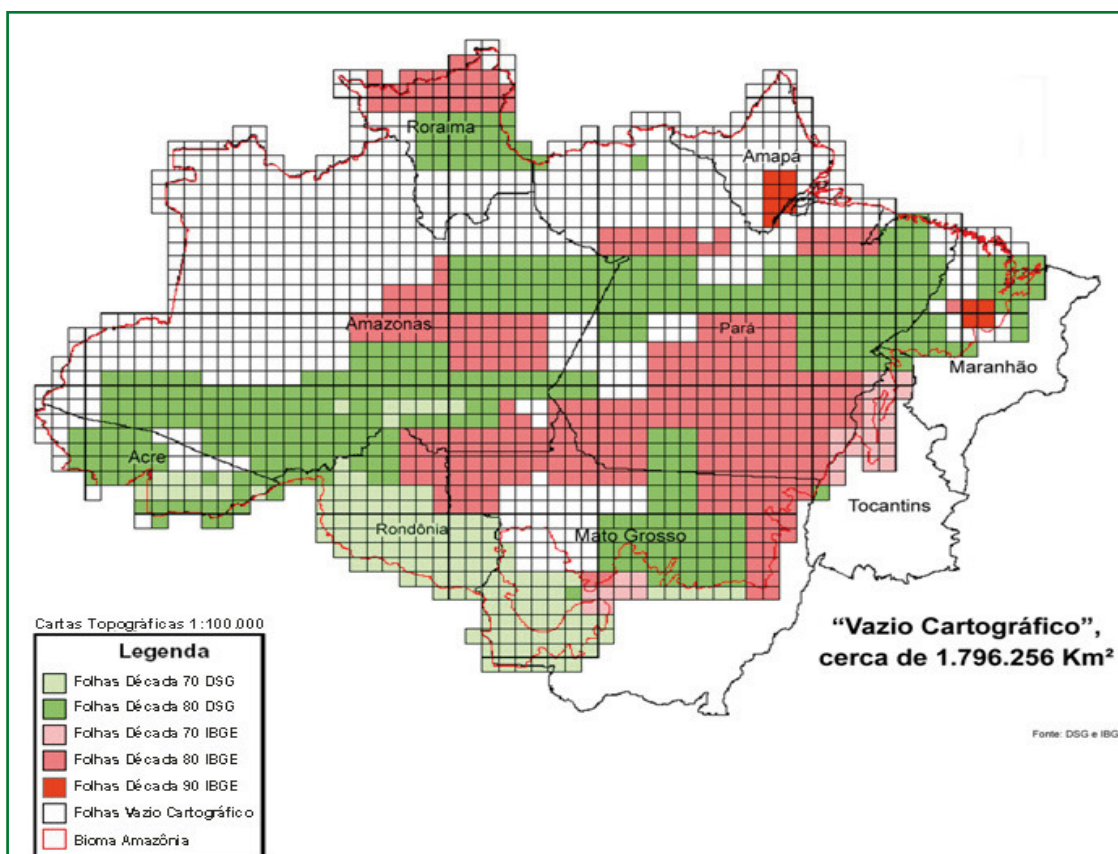 Roraima
Amapá
Amazonas
Pará
Maranhão
Acre
Tocantins
Rondônia
Mato Grosso
“Vazio Cartográfico”,
cerca de 1.796.256 Km²
Fonte: DSG e IBG
Cartas Topográficas 1:100.000
Legenda
Folhas Década 70 DSG
Folhas Década 80 DSG
Folhas Década 70 IBGE
Folhas Década 80 IBGE
Folhas Década 90 IBGE
Folhas Vazio Cartográfico
Bioma Amazônia